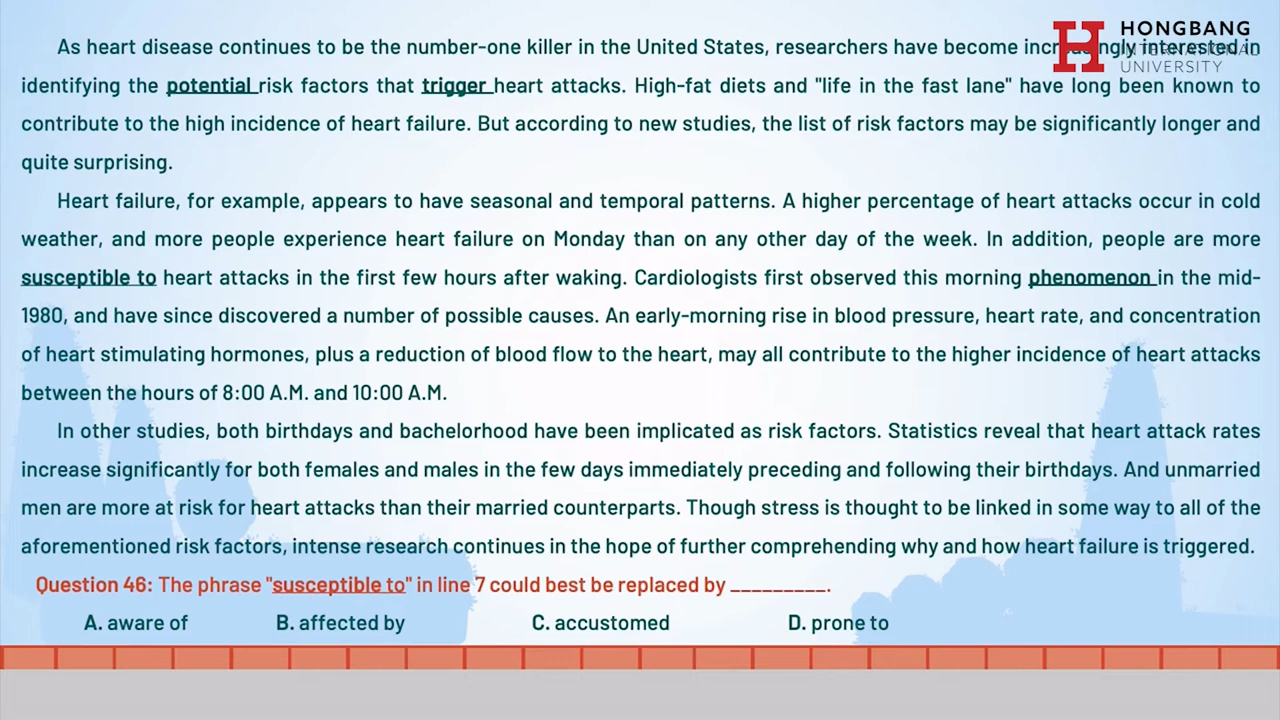 HONGBANG
INTERNATIONAL
UNIVERSITY
As heart disease continues to be the number-one killer in the United States, researchers have become increasingly interested in
identifying the potential risk factors that trigger heart attacks. High-fat diets and "life in the fast lane" have long been known to
contribute to the high incidence of heart failure. But according to new studies, the list of risk factors may be significantly longer and
quite surprising.
Heart failure, for example, appears to have seasonal and temporal patterns. A higher percentage of heart attacks occur in cold
weather, and more people experience heart failure on Monday than on any other day of the week. In addition, people are more
susceptible to heart attacks in the first few hours after waking. Cardiologists first observed this morning phenomenon in the mid-
1980, and have since discovered a number of possible causes. An early-morning rise in blood pressure, heart rate, and concentration
of heart stimulating hormones, plus a reduction of blood flow to the heart, may all contribute to the higher incidence of heart attacks
between the hours of 8:00 A.M. and 10:00 A.M.
In other studies, both birthdays and bachelorhood have been implicated as risk factors. Statistics reveal that heart attack rates
increase significantly for both females and males in the few days immediately preceding and following their birthdays. And unmarried
men are more at risk for heart attacks than their married counterparts. Though stress is thought to be linked in some way to all of the
aforementioned risk factors, intense research continues in the hope of further comprehending why and how heart failure is triggered.
Question 46: The phrase "susceptible to" in line 7 could best be replaced by _________.
A. aware of B. affected by C. accustomed D. prone to